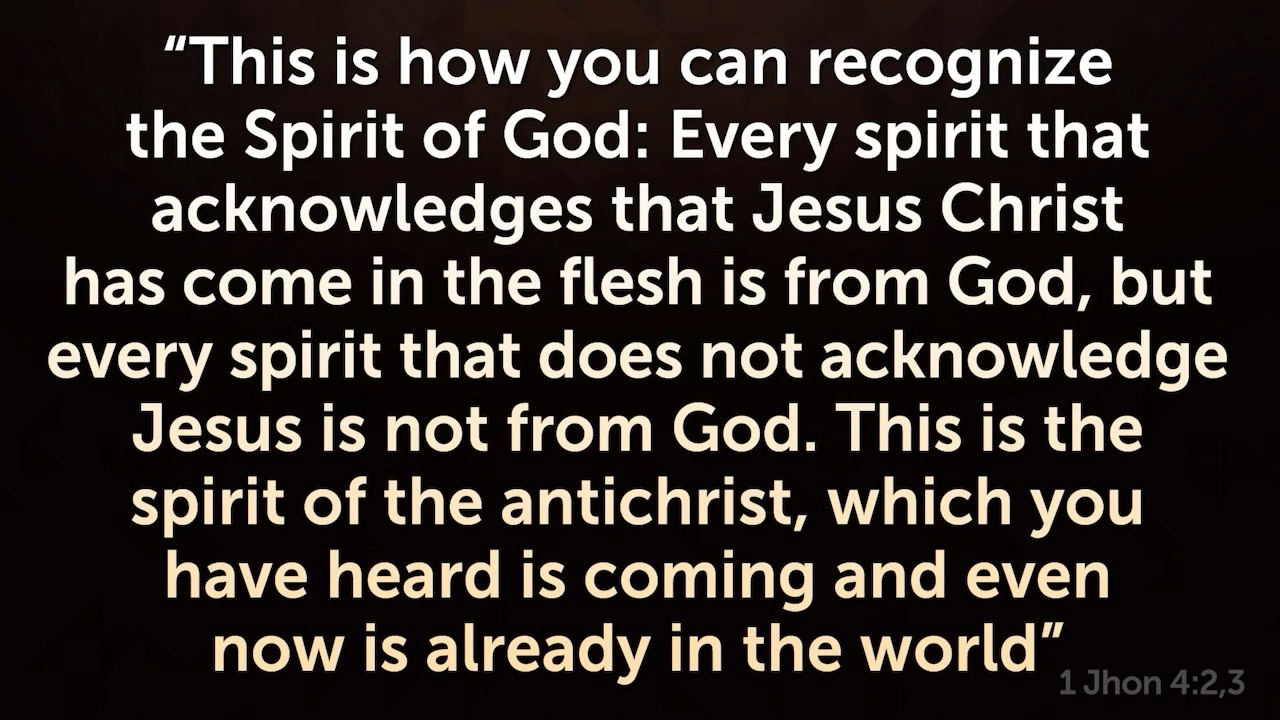 “This is how you can recognize
the Spirit of God: Every spirit that
acknowledges that Jesus Christ
has come in the flesh is from God, but
every spirit that does not acknowledge
Jesus is not from God. This is the
spirit of the antichrist, which you
have heard is coming and even
now is already in the world”
1 Jhon 4:2,3